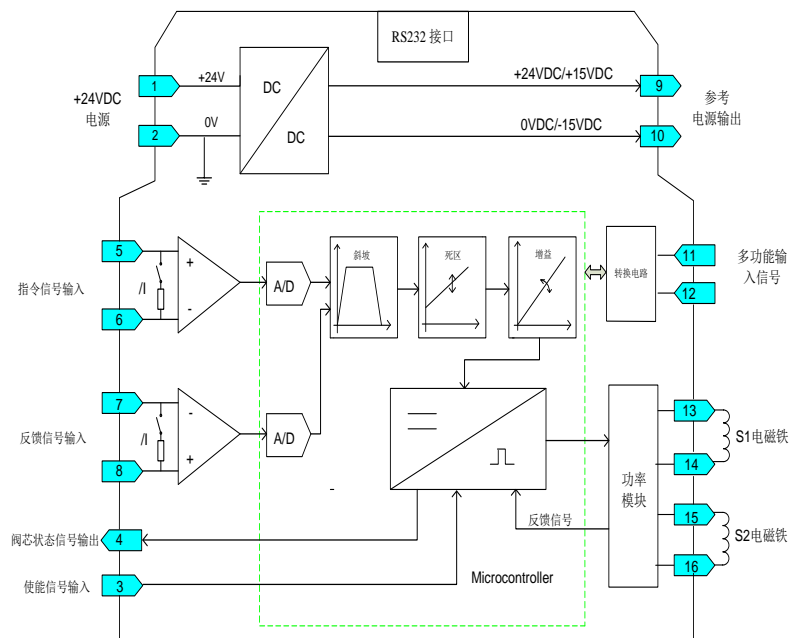 RS232 接口
+24VDC
电源
1
+24V
2
0V
DC
DC
+24VDC/+15VDC
9
0VDC/-15VDC
10
参考
电源输出
指令信号输入
5
6
/I
+
-
A/D
斜坡
死区
增益
转换电路
11
12
多功能输
入信号
反馈信号输入
7
8
/I
-
+
A/D
功率
模块
13
14
S1电磁铁
15
16
S2电磁铁
反馈信号
阀芯状态信号输出
4
使能信号输入
3
Microcontroller